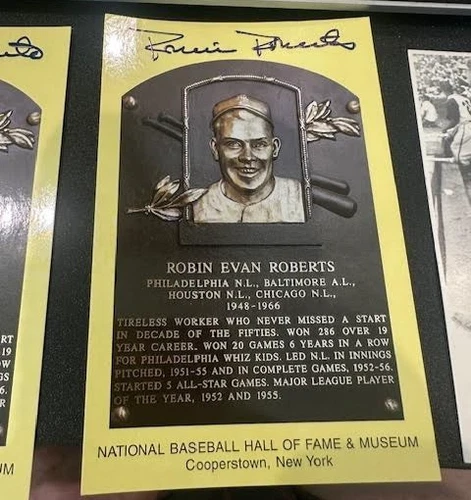 Robin Roberts
ROBIN EVAN ROBERTS
PHILADELPHIA N.L., BALTIMORE A.L.,
HOUSTON N.L., CHICAGO N.L.,
1948-1966
TIRELESS WORKER WHO NEVER MISSED A START
IN DECADE OF THE FIFTIES. WON 286 OVER 19
YEAR CAREER. WON 20 GAMES 6 YEARS IN A ROW
FOR PHILADELPHIA WHIZ KIDS. LED N.L. IN INNINGS
PITCHED, 1951-55 AND IN COMPLETE GAMES, 1952-56.
STARTED 5 ALL-STAR GAMES. MAJOR LEAGUE PLAYER
OF THE YEAR, 1952 AND 1955.
NATIONAL BASEBALL HALL OF FAME & MUSEUM
Cooperstown, New York